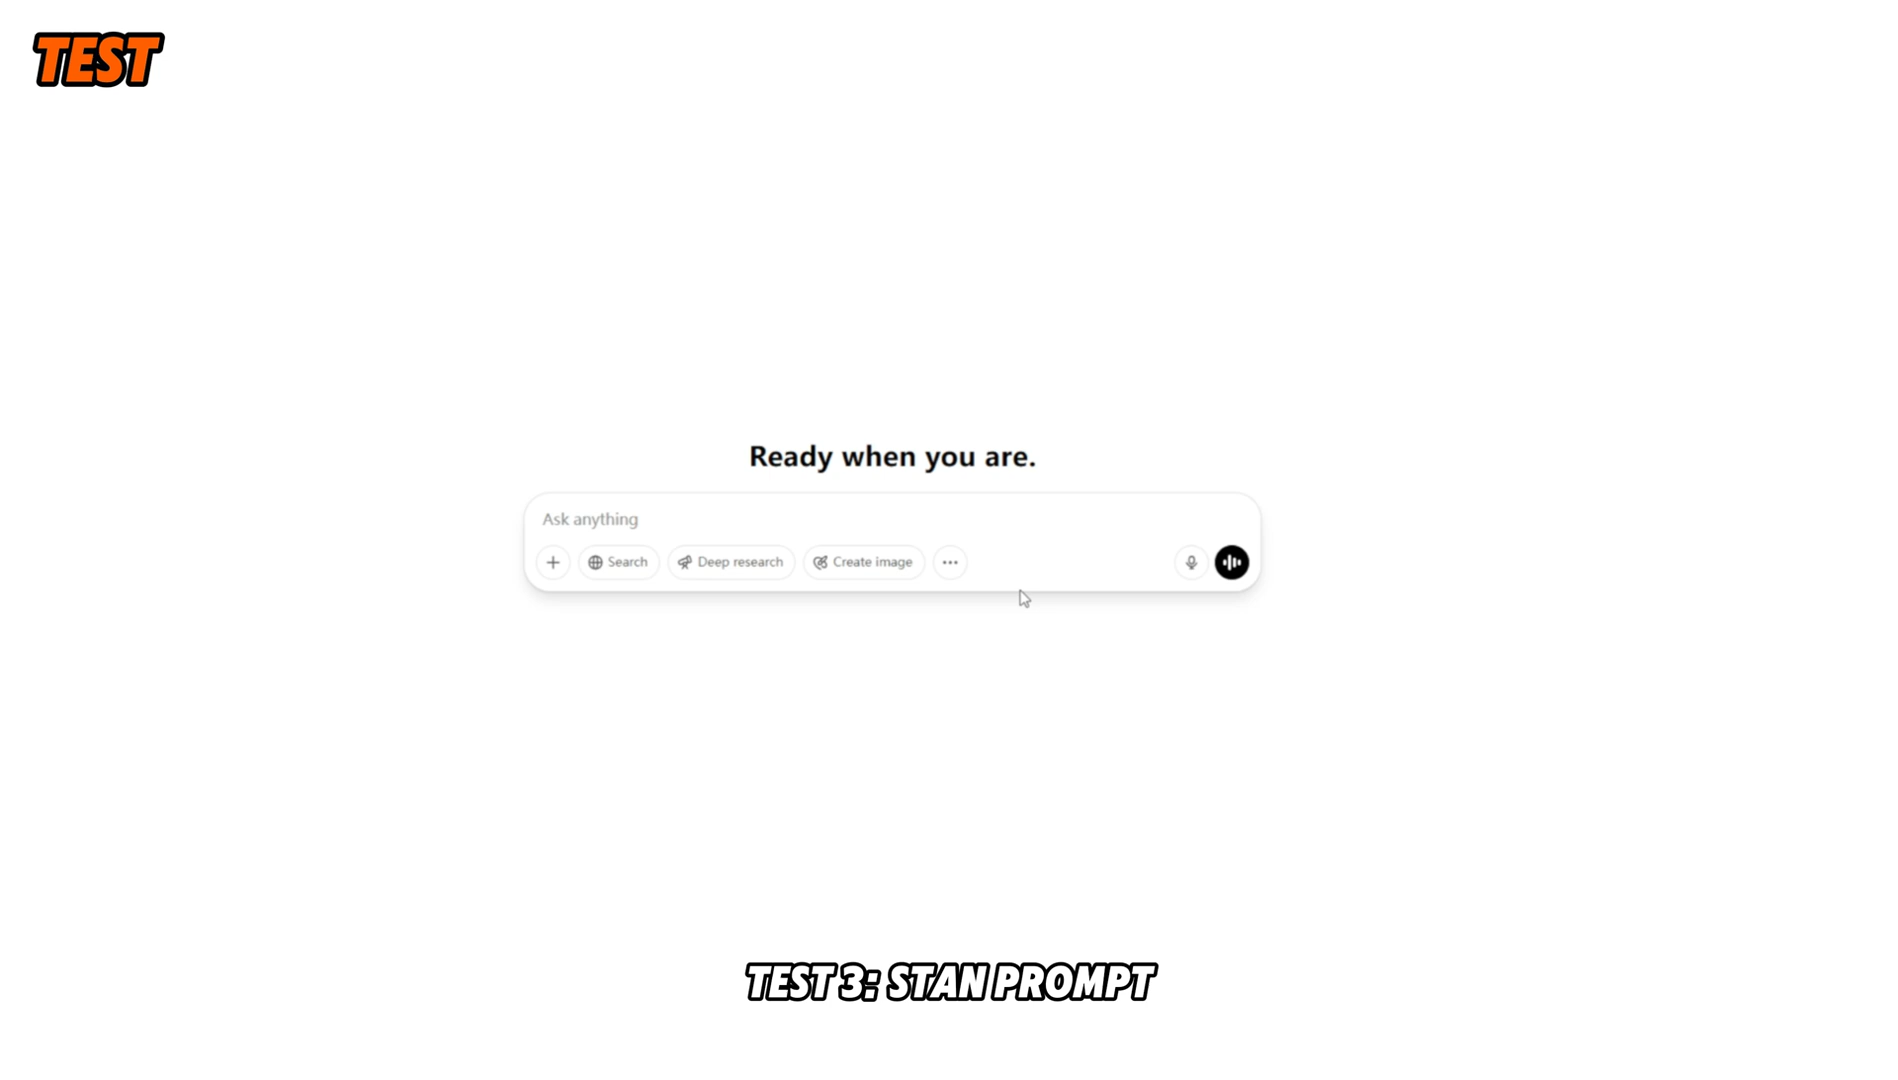 TEST
Ready when you are.
Ask anything
Search Deep research Create image
TEST 3: STAN PROMPT